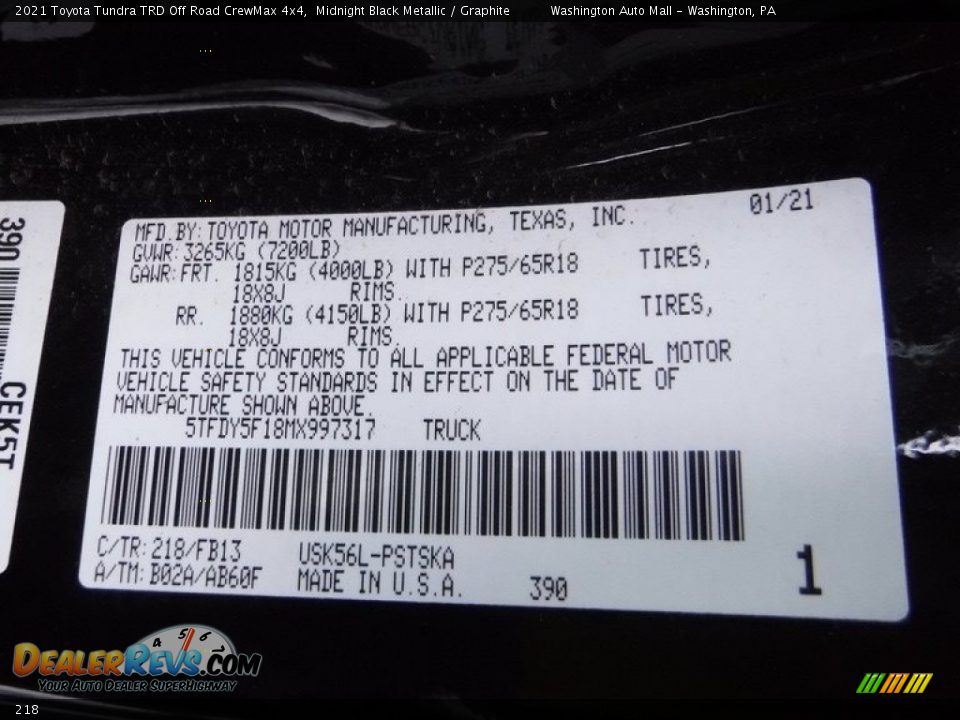 2021 Toyota Tundra TRD Off Road CrewMax 4x4, Midnight Black Metallic / Graphite Washington Auto Mall - Washington, PA
MFD.BY:TOYOTA MOTOR MANUFACTURING, TEXAS, INC. 01/21
GVWR:3265KG (7200LB)
GAWR:FRT. 1815KG (4000LB) WITH P275/65R18 TIRES,
18X8J RIMS.
RR. 1880KG (4150LB) WITH P275/65R18 TIRES,
18X8J RIMS.
THIS VEHICLE CONFORMS TO ALL APPLICABLE FEDERAL MOTOR
VEHICLE SAFETY STANDARDS IN EFFECT ON THE DATE OF
MANUFACTURE SHOWN ABOVE.
5TFDY5F18MX997317 TRUCK
C/TR:218/FB13 USK56L-PSTSKA
A/TM:B02A/AB60F MADE IN U.S.A. 390 1
390
CEK5T
4 5 6
DEALERREVS.COM
YOUR AUTO DEALER SUPERHIGHWAY
218